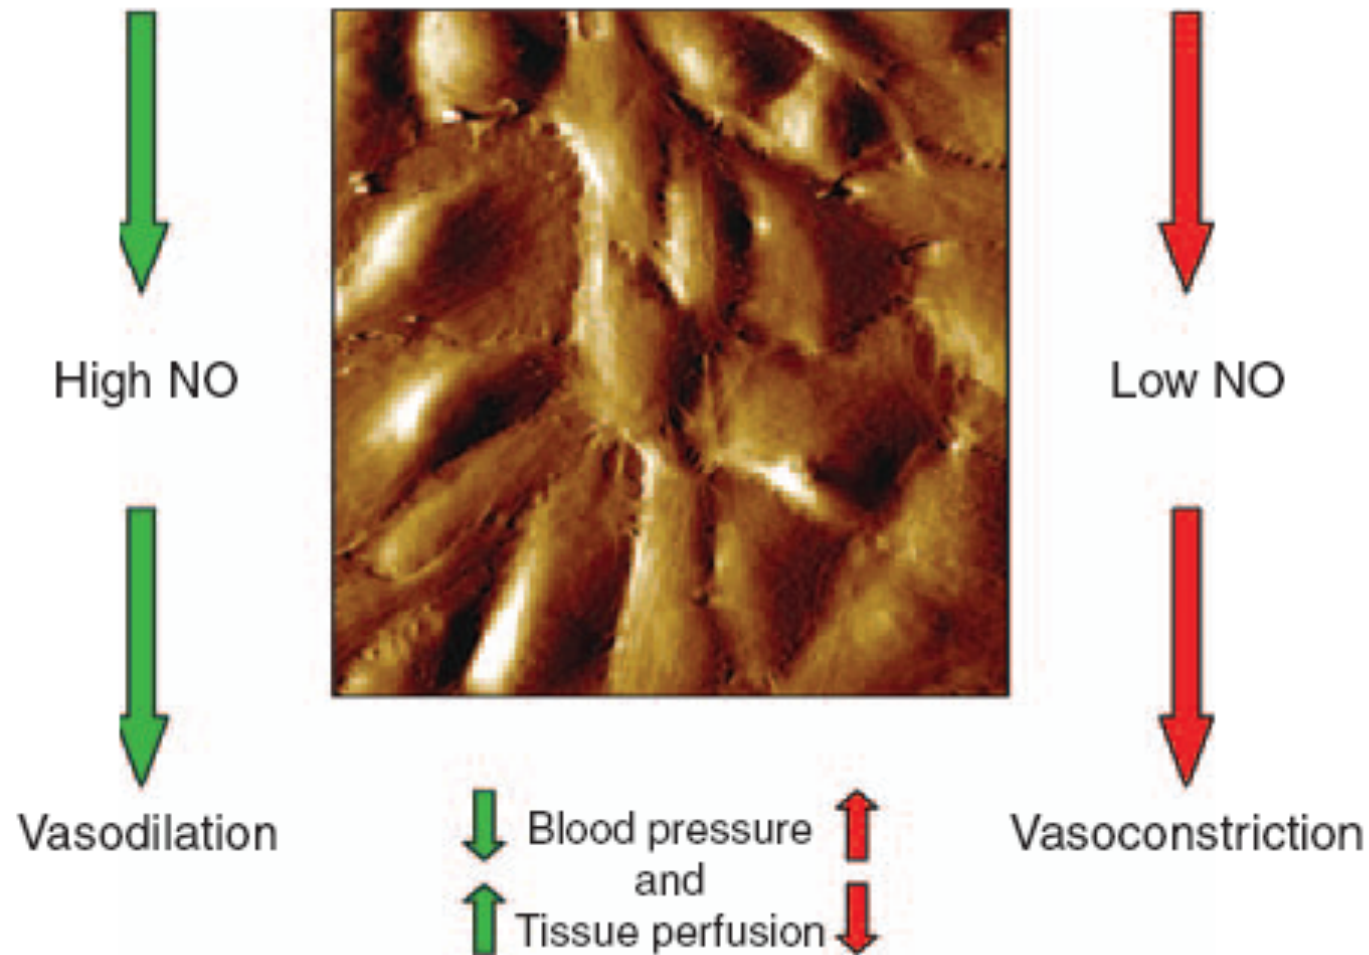 High NO
Low NO
Vasodilation
Blood pressure
and
Tissue perfusion
Vasoconstriction